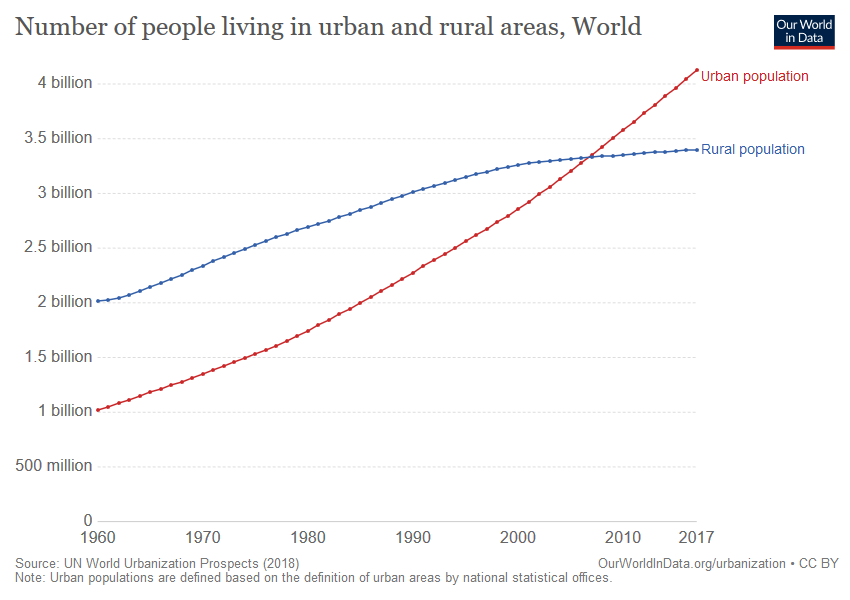 Number of people living in urban and rural areas, World
Our World
in Data
4 billion
Urban population
3.5 billion
Rural population
3 billion
2.5 billion
2 billion
1.5 billion
1 billion
500 million
0
1960 1970 1980 1990 2000 2010 2017
Source: UN World Urbanization Prospects (2018) OurWorldInData.org/urbanization • CC BY
Note: Urban populations are defined based on the definition of urban areas by national statistical offices.